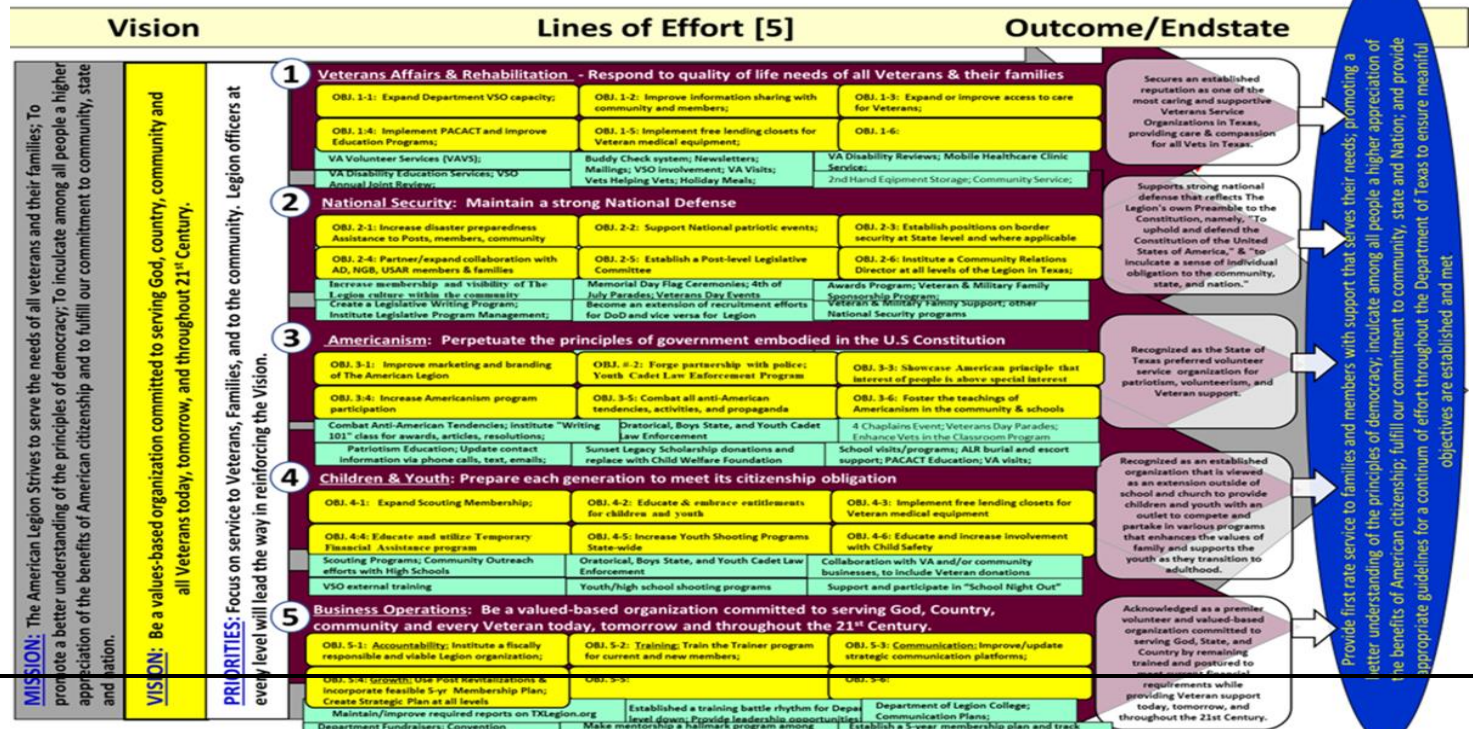 Vision
Lines of Effort [5]
Outcome/Endstate
MISSION: The American Legion Strives to serve the needs of all veterans and their families; To
promote a better understanding of the principles of democracy; To inculcate among all people a higher
appreciation of the benefits of American citizenship and to fulfill our commitment to community, state
and nation.
VISION: Be a values-based organization committed to serving God, country, community and
all Veterans today, tomorrow, and throughout 21st Century.
PRIORITIES: Focus on service to Veterans, Families, and to the community. Legion officers at
every level will lead the way in reinforcing the Vision.
1
Veterans Affairs & Rehabilitation - Respond to quality of life needs of all Veterans & their families
OBJ. 1-1: Expand Department VSO capacity;
OBJ. 1-2: Improve information sharing with
community and members;
OBJ. 1-3: Expand or improve access to care
for Veterans;
OBJ. 1:4: Implement PACACT and improve
Education Programs;
OBJ. 1-5: Implement free lending closets for
Veteran medical equipment;
OBJ. 1-6:
VA Volunteer Services (VAVS);
VA Disability Education Services; VSO
Annual Joint Review;
Buddy Check system; Newsletters;
Mailings; VSO involvement; VA Visits;
Vets Helping Vets; Holiday Meals;
VA Disability Reviews; Mobile Healthcare Clinic
Service;
2nd Hand Eqipment Storage; Community Service;
Secures an established
reputation as one of the
most caring and supportive
Veterans Service
Organizations in Texas,
providing care & compassion
for all Vets in Texas.
2
National Security: Maintain a strong National Defense
OBJ. 2-1: Increase disaster preparedness
Assistance to Posts, members, community
OBJ. 2-2: Support National patriotic events;
OBJ. 2-3: Establish positions on border
security at State level and where applicable
OBJ. 2-4: Partner/expand collaboration with
AD, NGB, USAR members & families
OBJ. 2-5: Establish a Post-level Legislative
Committee
OBJ. 2-6: Institute a Community Relations
Director at all levels of the Legion in Texas;
Increase membership and visibility of The
Legion culture within the community
Create a Legislative Writing Program;
Institute Legislative Program Management;
Memorial Day Flag Ceremonies; 4th of
July Parades; Veterans Day Events
Become an extension of recruitment efforts
for DoD and vice versa for Legion
Awards Program; Veteran & Military Family
Sponsorship Program;
Veteran & Military Family Support; other
National Security programs
Supports strong national
defense that reflects The
Legion's own Preamble to the
Constitution, namely, "To
uphold and defend the
Constitution of the United
States of America," & "to
inculcate a sense of individual
obligation to the community,
state, and nation."
3
Americanism: Perpetuate the principles of government embodied in the U.S Constitution
OBJ. 3-1: Improve marketing and branding
of The American Legion
OBJ. #-2: Forge partnership with police;
Youth Cadet Law Enforcement Program
OBJ. 3-3: Showcase American principle that
interest of people is above special interest
OBJ. 3:4: Increase Americanism program
participation
OBJ. 3-5: Combat all anti-American
tendencies, activities, and propaganda
OBJ. 3-6: Foster the teachings of
Americanism in the community & schools
Combat Anti-American Tendencies; institute "Writing
101" class for awards, articles, resolutions;
Patriotism Education; Update contact
information via phone calls, text, emails;
Oratorical, Boys State, and Youth Cadet
Law Enforcement
Sunset Legacy Scholarship donations and
replace with Child Welfare Foundation
4 Chaplains Event; Veterans Day Parades;
Enhance Vets in the Classroom Program
School visits/programs; ALR burial and escort
support; PACACT Education; VA visits;
Recognized as the State of
Texas preferred volunteer
service organization for
patriotism, volunteerism, and
Veteran support.
4
Children & Youth: Prepare each generation to meet its citizenship obligation
OBJ. 4-1: Expand Scouting Membership;
OBJ. 4-2: Educate & embrace entitlements
for children and youth
OBJ. 4-3: Implement free lending closets for
Veteran medical equipment
OBJ. 4:4: Educate and utilize Temporary
Financial Assistance program
OBJ. 4-5: Increase Youth Shooting Programs
State-wide
OBJ. 4-6: Educate and increase involvement
with Child Safety
Scouting Programs; Community Outreach
efforts with High Schools
VSO external training
Oratorical, Boys State, and Youth Cadet Law
Enforcement
Youth/high school shooting programs
Collaboration with VA and/or community
businesses, to include Veteran donations
Support and participate in "School Night Out"
Recognized as an established
organization that is viewed
as an extension outside of
school and church to provide
children and youth with an
outlet to compete and
partake in various programs
that enhances the values of
family and supports the
youth as they transition to
adulthood.
5
Business Operations: Be a valued-based organization committed to serving God, Country,
community and every Veteran today, tomorrow and throughout the 21st Century.
OBJ. 5-1: Accountability: Institute a fiscally
responsible and viable Legion organization;
OBJ. 5-2: Training: Train the Trainer program
for current and new members;
OBJ. 5-3: Communication: Improve/update
strategic communication platforms;
OBJ. 5:4: Growth: Use Post Revitalizations &
Incorporate feasible 5-yr Membership Plan;
Create Strategic Plan at all levels
OBJ. 5-5:
OBJ. 5-6:
Maintain/improve required reports on TXLegion.org
Established a training battle rhythm for Depar
level down; Provide leadership opportunities
Department of Legion College;
Communication Plans;
Department Fundraisers; Convention
Make mentorship a hallmark program among
Establish a 5-year membership plan and track
Acknowledged as a premier
volunteer and valued-based
organization committed to
serving God, State, and
Country by remaining
trained and postured to
meet current financial
requirements while
providing Veteran support
today, tomorrow, and
throughout the 21st Century.
Provide first rate service to families and members with support that serves their needs; promoting a
better understanding of the principles of democracy; inculcate among all people a higher appreciation of
the benefits of American citizenship; fulfill our commitment to community, state and Nation; and provide
appropriate guidelines for a continum of effort throughout the Department of Texas to ensure meaniful
objectives are established and met